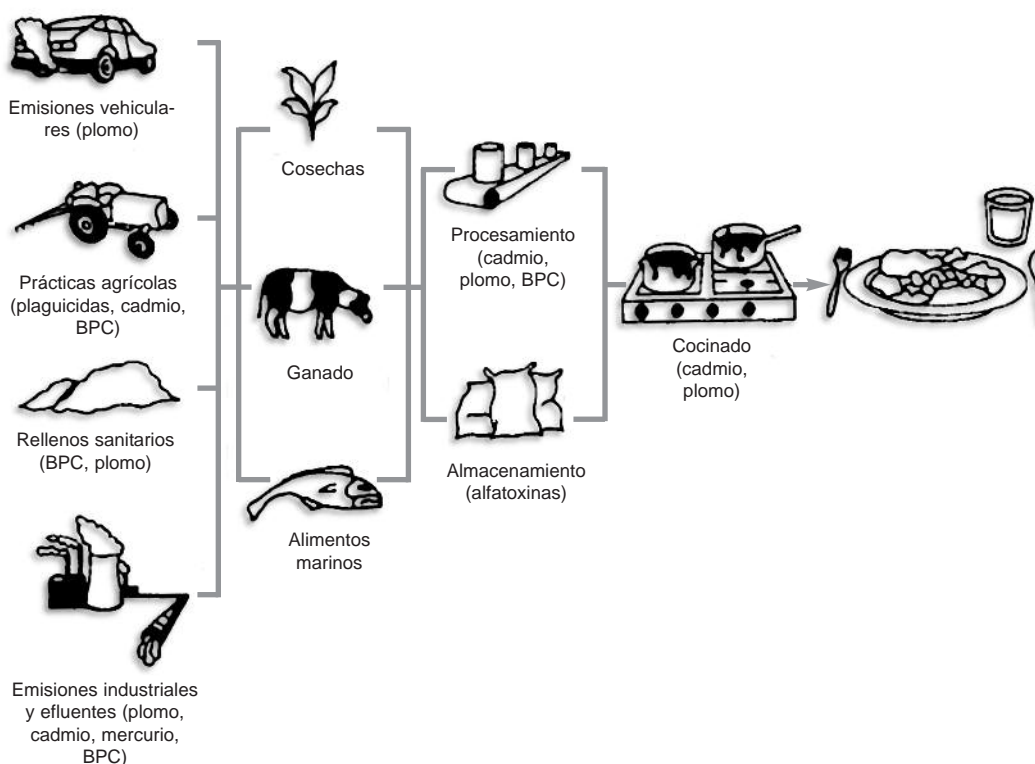 Emisiones vehicula-
res (plomo)
Prácticas agrícolas
(plaguicidas, cadmio,
BPC)
Rellenos sanitarios
(BPC, plomo)
Emisiones industriales
y efluentes (plomo,
cadmio, mercurio,
BPC)
Cosechas
Ganado
Alimentos
marinos
Procesamiento
(cadmio,
plomo, BPC)
Almacenamiento
(alfatoxinas)
Cocinado
(cadmio,
plomo)